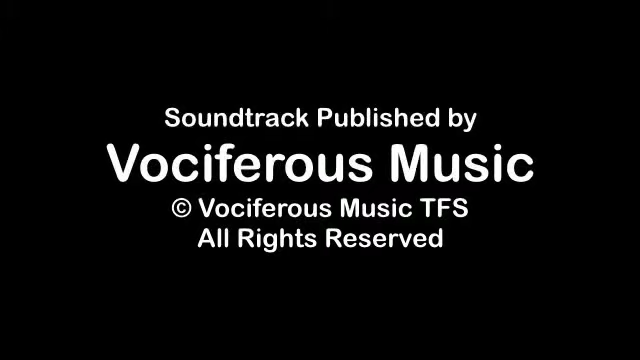 Soundtrack Published by
Vociferous Music
© Vociferous Music TFS
All Rights Reserved